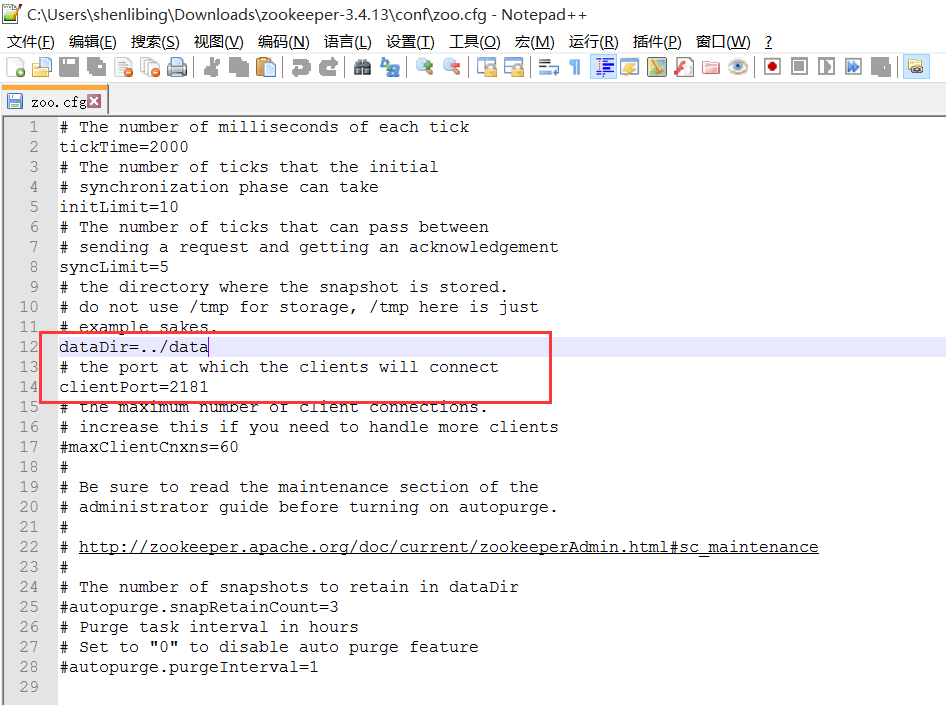 C:\Users\shenlibing\Downloads\zookeeper-3.4.13\conf\zoo.cfg - Notepad++
文件(F) 编辑(E) 搜索(S) 视图(V) 编码(N) 语言(L) 设置(T) 工具(O) 宏(M) 运行(R) 插件(P) 窗口(W) ?
zoo.cfg
1 # The number of milliseconds of each tick
2 tickTime=2000
3 # The number of ticks that the initial
4 # synchronization phase can take
5 initLimit=10
6 # The number of ticks that can pass between
7 # sending a request and getting an acknowledgement
8 syncLimit=5
9 # the directory where the snapshot is stored.
10 # do not use /tmp for storage, /tmp here is just
11 # example sakes.
12 dataDir=../data
13 # the port at which the clients will connect
14 clientPort=2181
15 # the maximum number of client connections.
16 # increase this if you need to handle more clients
17 #maxClientCnxns=60
18 #
19 # Be sure to read the maintenance section of the
20 # administrator guide before turning on autopurge.
21 #
22 # http://zookeeper.apache.org/doc/current/zookeeperAdmin.html#sc_maintenance
23 #
24 # The number of snapshots to retain in dataDir
25 #autopurge.snapRetainCount=3
26 # Purge task interval in hours
27 # Set to "0" to disable auto purge feature
28 #autopurge.purgeInterval=1
29